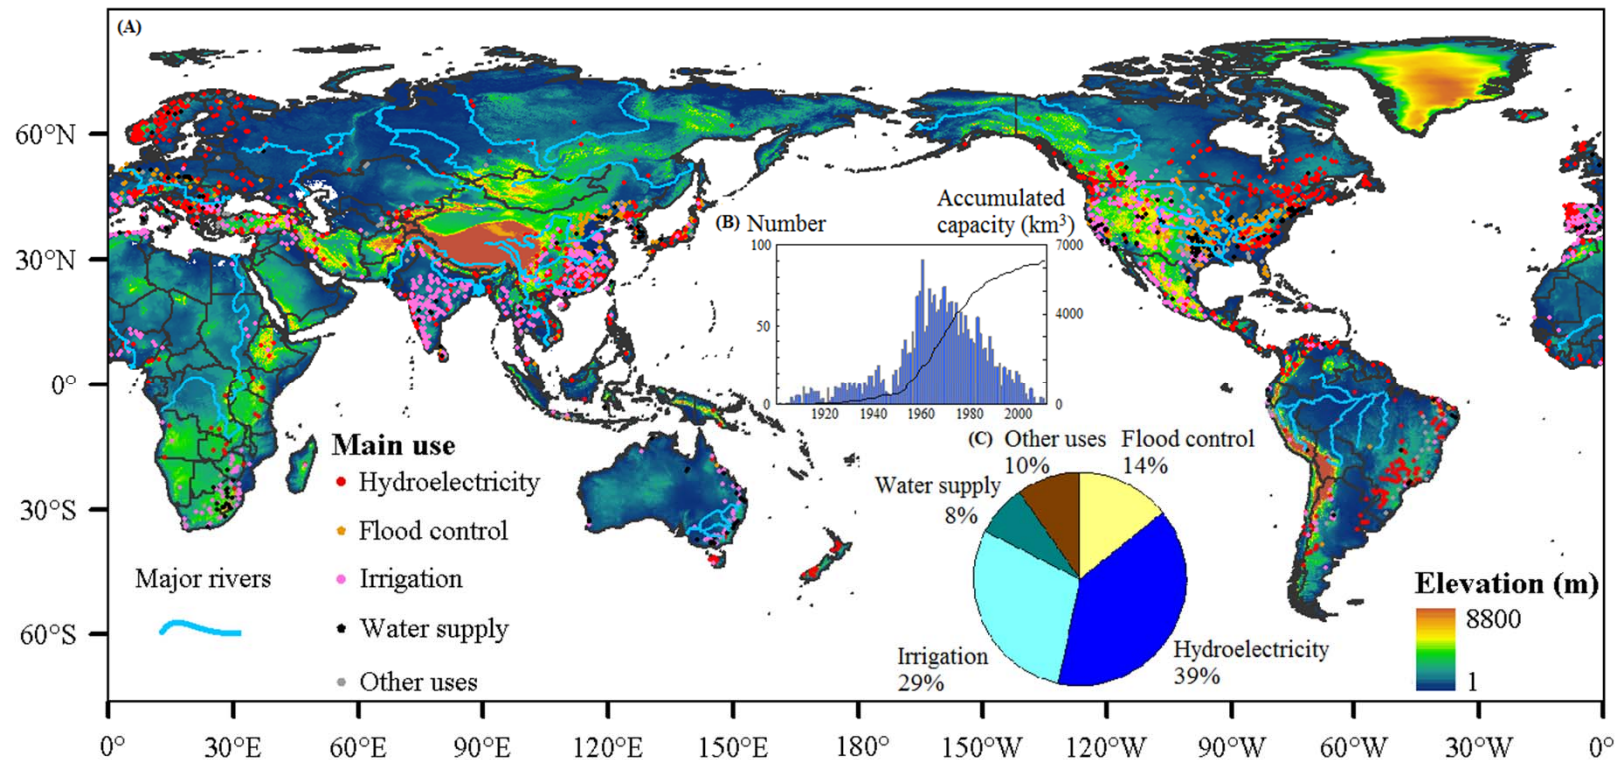 (A)
60°N
30°N
0°
30°S
60°S
(B) Number
Accumulated
capacity (km³)
100
50
0
7000
4000
0
1920 1940 1960 1980 2000
(C) Other uses
10%
Flood control
14%
Water supply
8%
Irrigation
29%
Hydroelectricity
39%
Main use
Hydroelectricity
Flood control
Irrigation
Water supply
Other uses
Major rivers
Elevation (m)
8800
1
0° 30°E 60°E 90°E 120°E 150°E 180° 150°W 120°W 90°W 60°W 30°W 0°